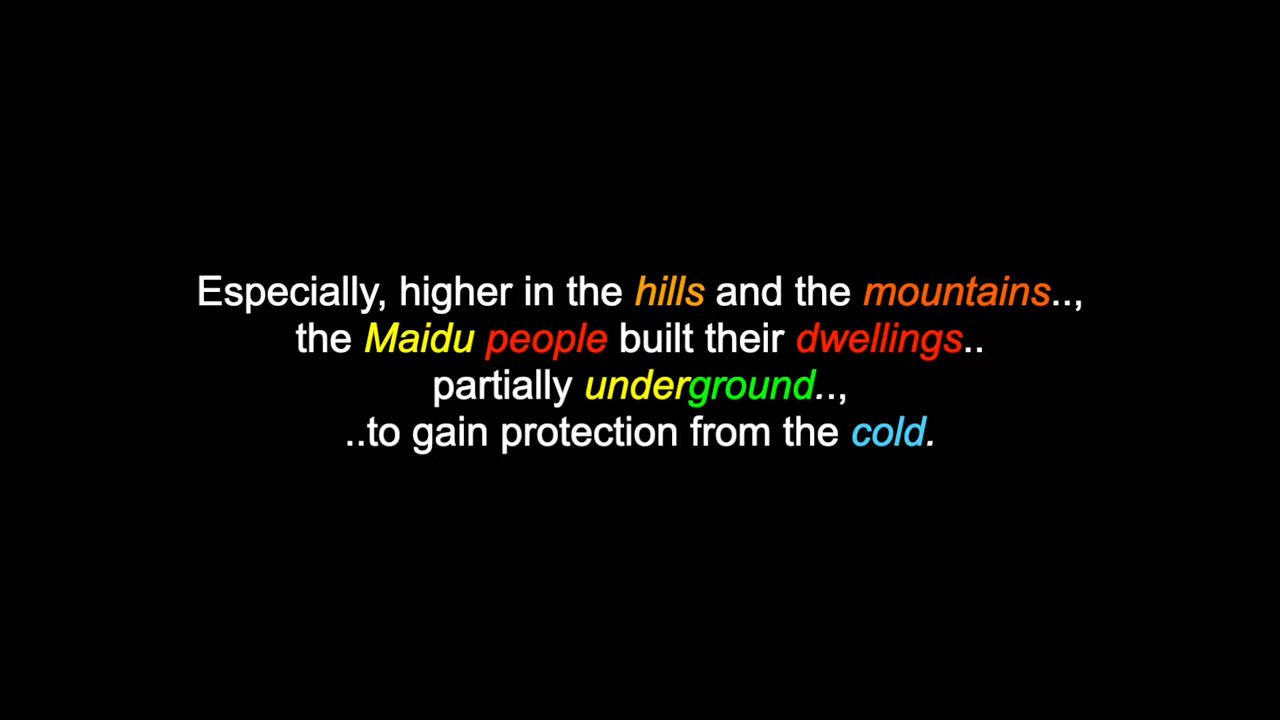 Especially, higher in the hills and the mountains..,
the Maidu people built their dwellings..
partially underground..,
..to gain protection from the cold.